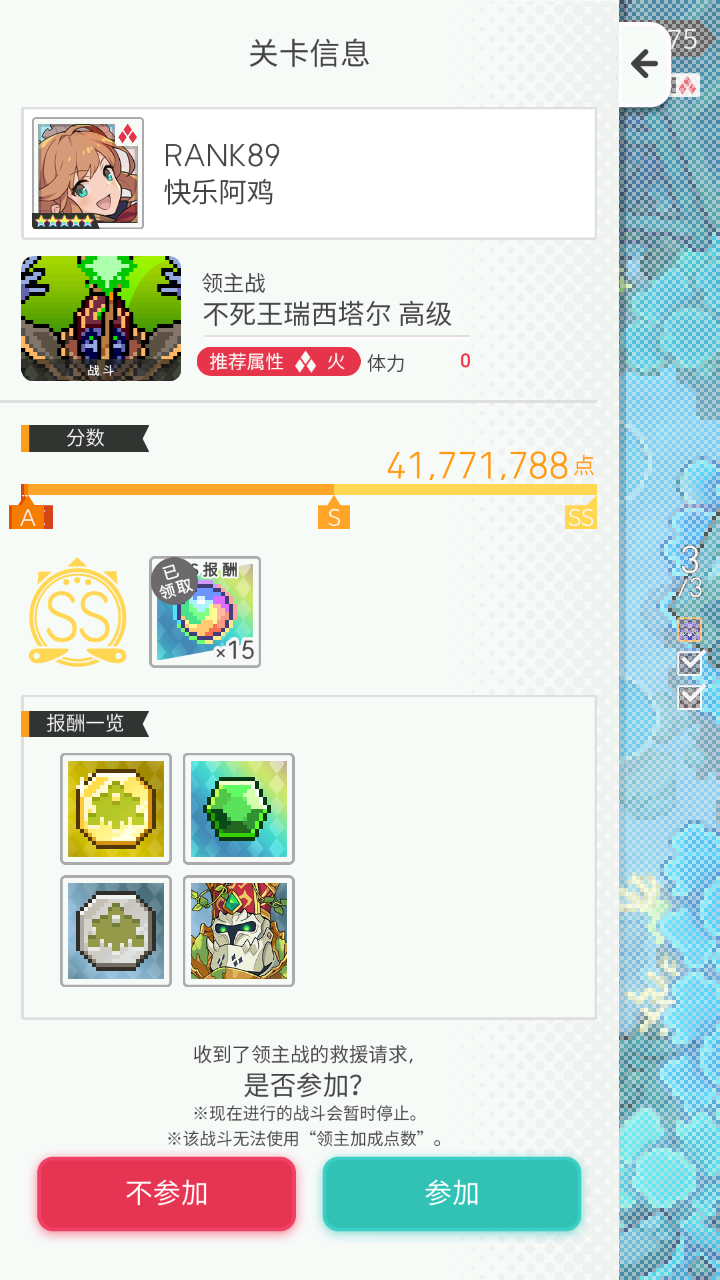 关卡信息
75
RANK89
快乐阿鸡
领主战
不死王瑞西塔尔 高级
战斗
推荐属性 火 体力 0
分数
41,771,788点
A S SS
SS
已领取
S报酬
×15
3/3
报酬一览
收到了领主战的救援请求,
是否参加?
※现在进行的战斗会暂时停止。
※该战斗无法使用“领主加成点数”。
不参加 参加